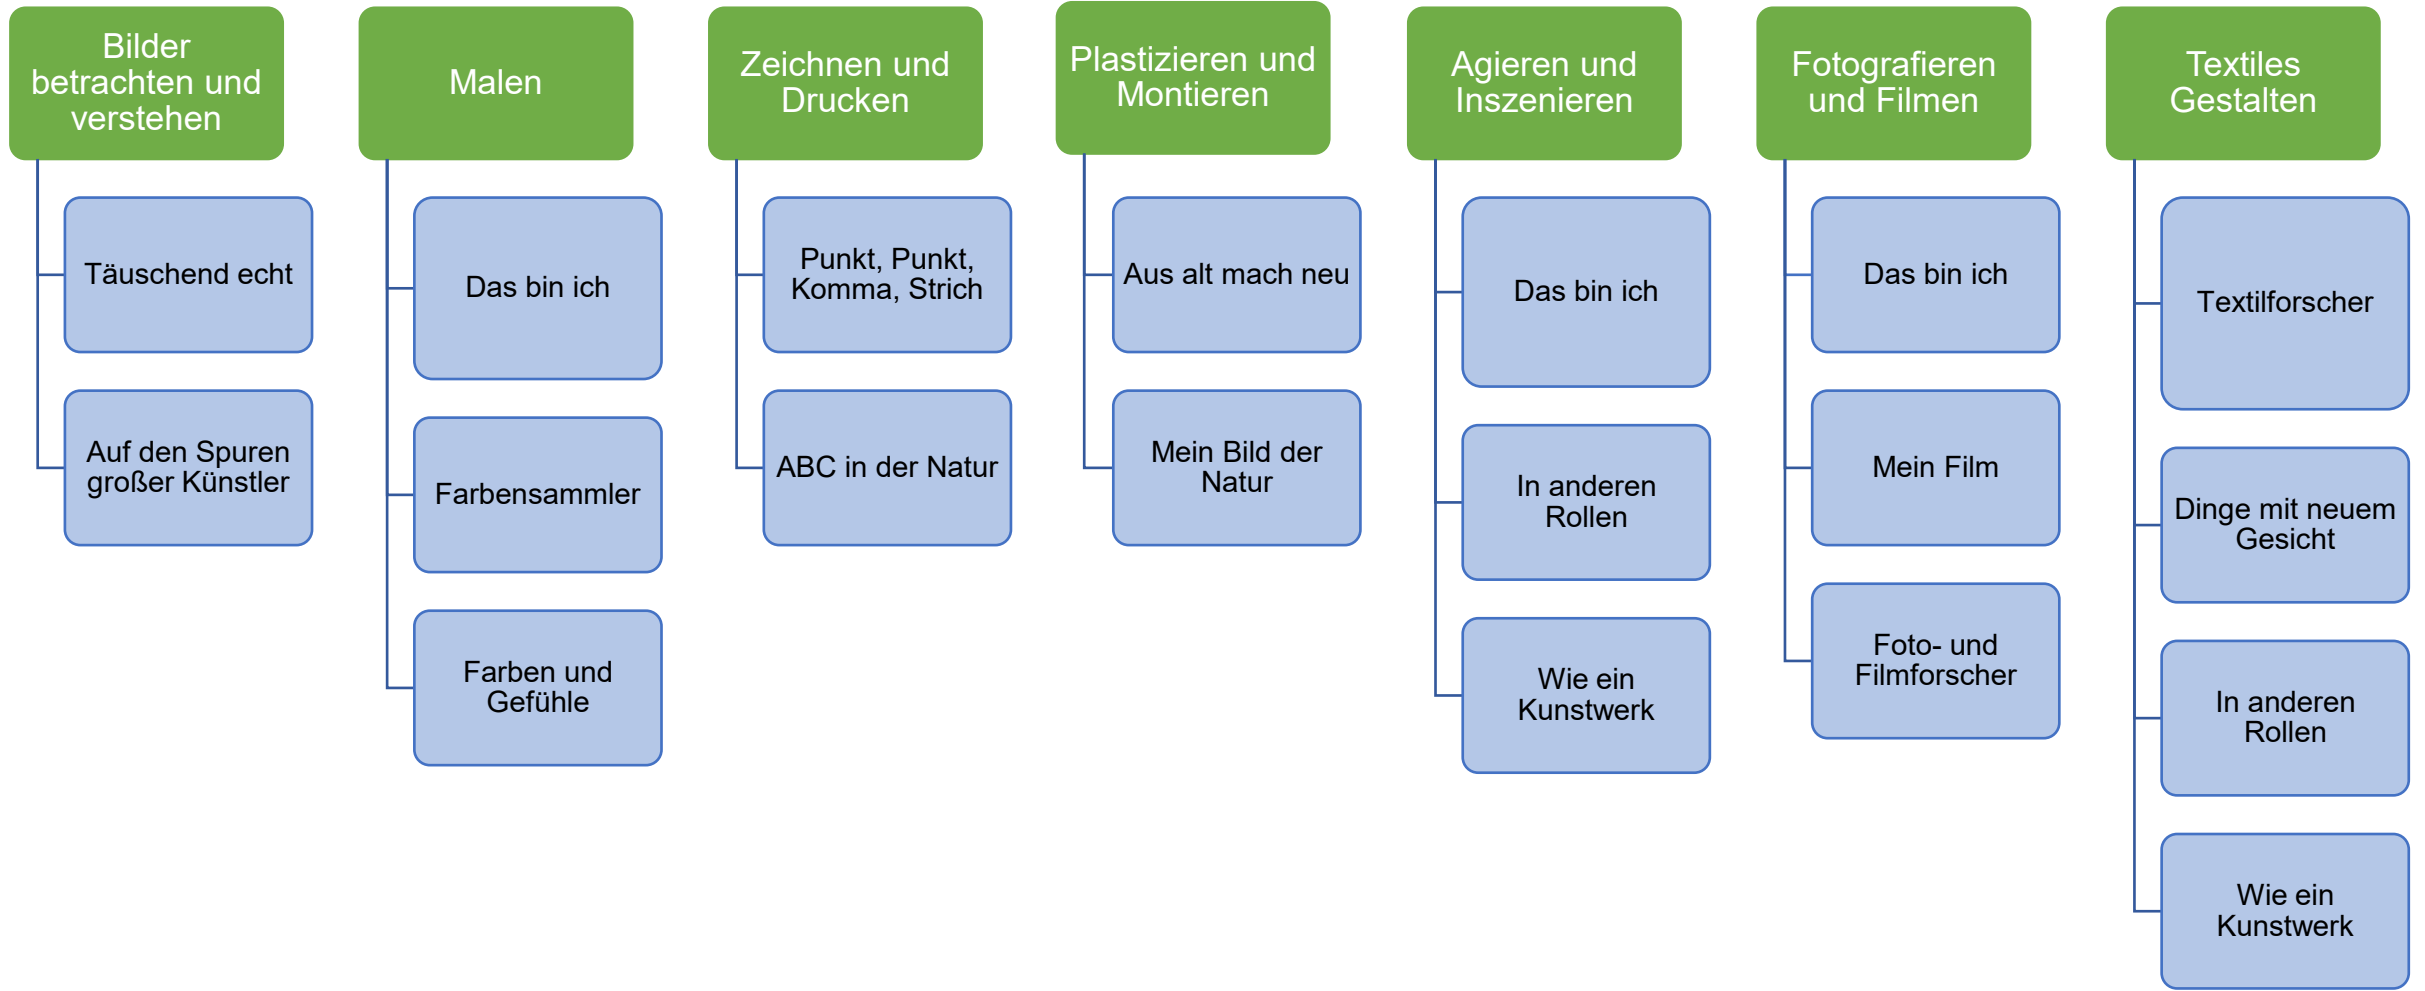 Bilder
betrachten und
verstehen
Täuschend echt
Auf den Spuren
großer Künstler
Malen
Das bin ich
Farbensammler
Farben und
Gefühle
Zeichnen und
Drucken
Punkt, Punkt,
Komma, Strich
ABC in der Natur
Plastizieren und
Montieren
Aus alt mach neu
Mein Bild der
Natur
Agieren und
Inszenieren
Das bin ich
In anderen
Rollen
Wie ein
Kunstwerk
Fotografieren
und Filmen
Das bin ich
Mein Film
Foto- und
Filmforscher
Textiles
Gestalten
Textilforscher
Dinge mit neuem
Gesicht
In anderen
Rollen
Wie ein
Kunstwerk